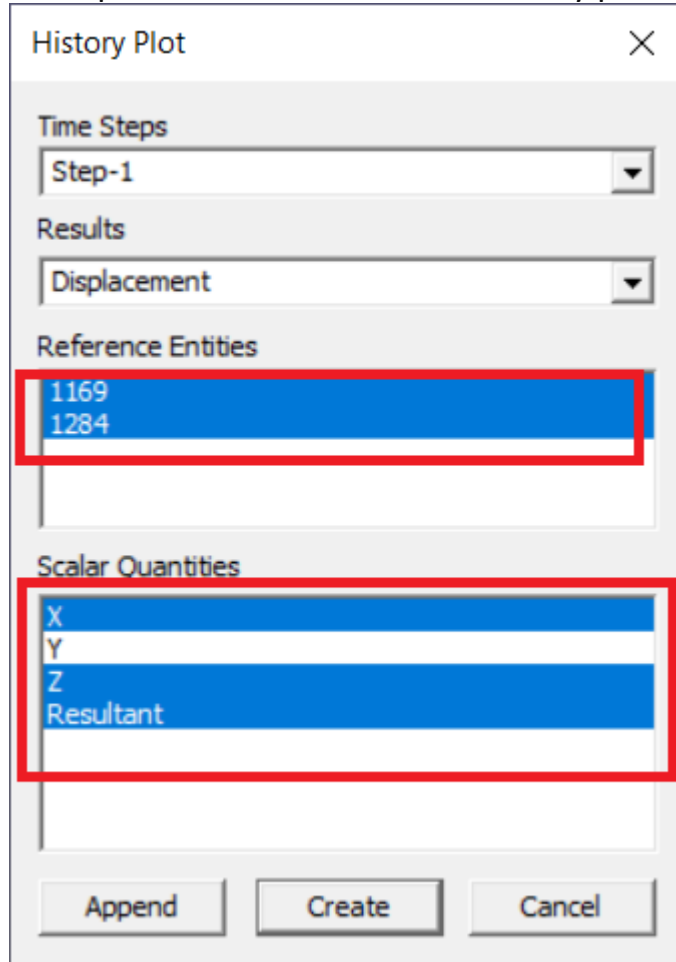 History Plot
Time Steps
Step-1
Results
Displacement
Reference Entities
1169
1284
Scalar Quantities
X
Y
Z
Resultant
Append Create Cancel